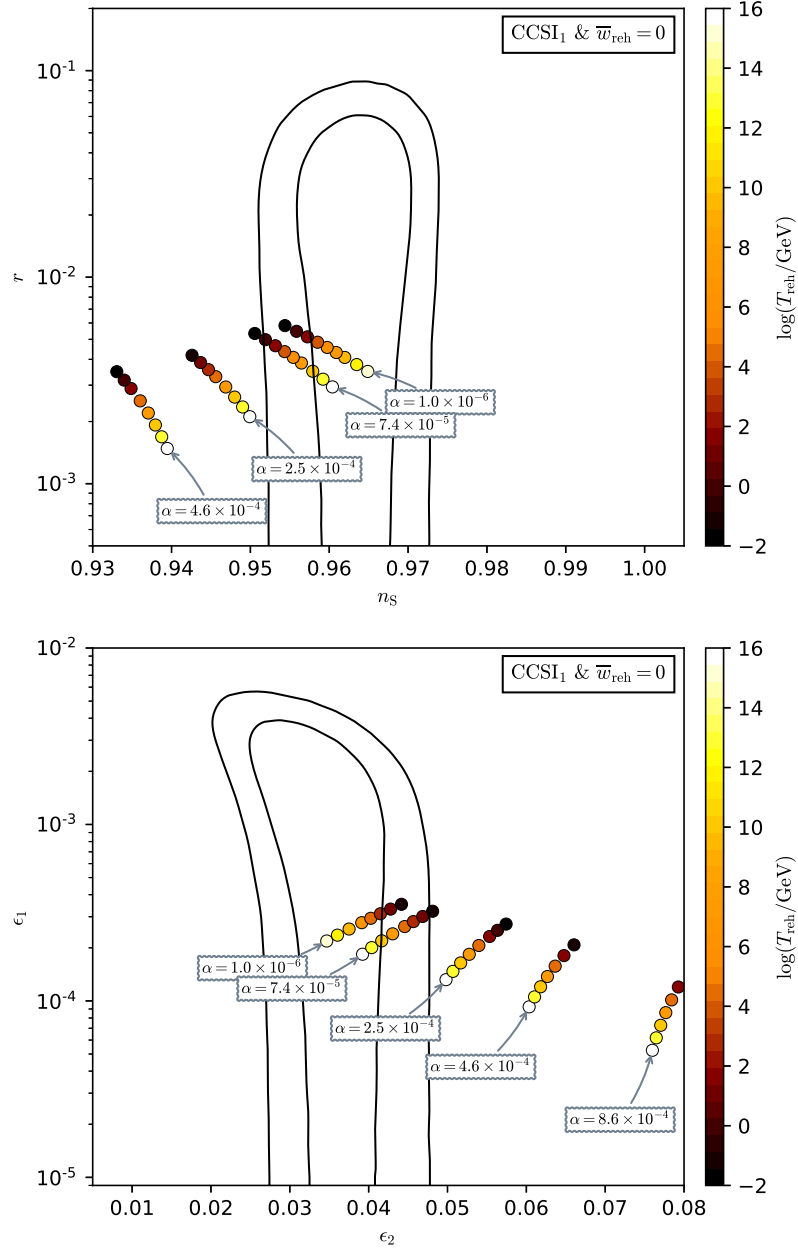 CCSI₁ & w̅_reh = 0
10⁻¹
10⁻²
10⁻³
r
α = 1.0 × 10⁻⁶
α = 7.4 × 10⁻⁵
α = 2.5 × 10⁻⁴
α = 4.6 × 10⁻⁴
0.93 0.94 0.95 0.96 0.97 0.98 0.99 1.00
n_S
16
14
12
10
8
6
4
2
0
−2
log(T_reh/GeV)
CCSI₁ & w̅_reh = 0
10⁻²
10⁻³
10⁻⁴
10⁻⁵
ϵ₁
α = 1.0 × 10⁻⁶
α = 7.4 × 10⁻⁵
α = 2.5 × 10⁻⁴
α = 4.6 × 10⁻⁴
α = 8.6 × 10⁻⁴
0.01 0.02 0.03 0.04 0.05 0.06 0.07 0.08
ϵ₂
16
14
12
10
8
6
4
2
0
−2
log(T_reh/GeV)